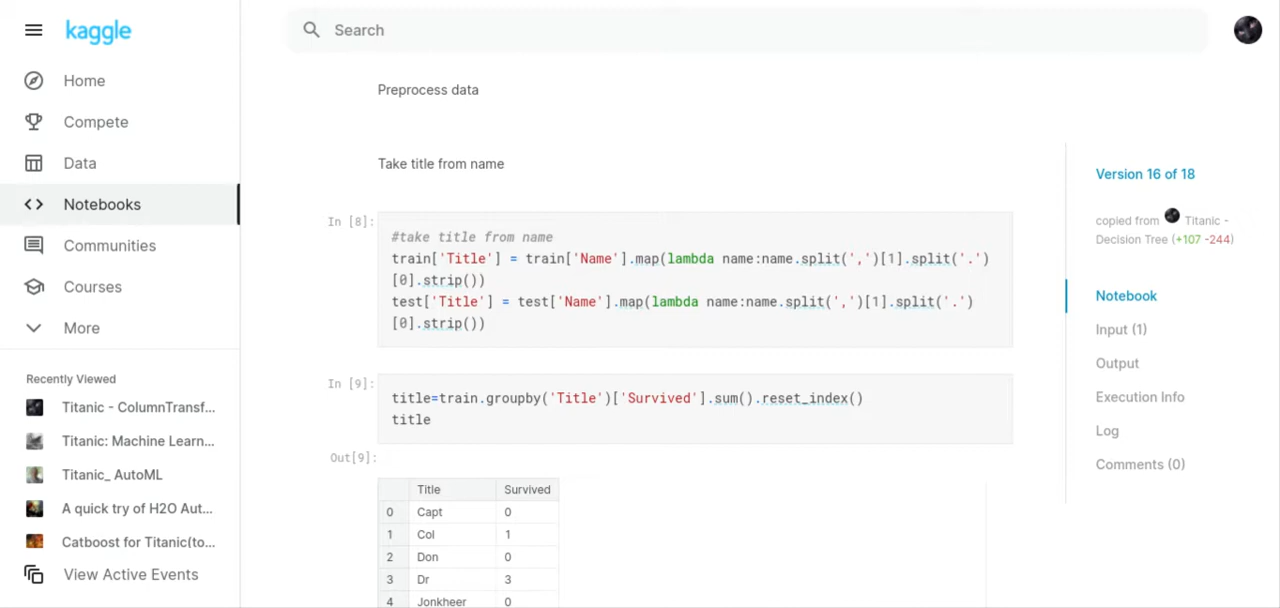 kaggle
Search
Home
Compete
Data
Notebooks
Communities
Courses
More
Recently Viewed
Titanic - ColumnTransf...
Titanic: Machine Learn...
Titanic_ AutoML
A quick try of H2O Aut...
Catboost for Titanic(to...
View Active Events
Preprocess data
Take title from name
In [8]:
#take title from name
train['Title'] = train['Name'].map(lambda name:name.split(',')[1].split('.')
[0].strip())
test['Title'] = test['Name'].map(lambda name:name.split(',')[1].split('.')
[0].strip())
In [9]:
title=train.groupby('Title')['Survived'].sum().reset_index()
title
Out[9]:
Title Survived
0 Capt 0
1 Col 1
2 Don 0
3 Dr 3
4 Jonkheer 0
Version 16 of 18
copied from Titanic -
Decision Tree (+107 -244)
Notebook
Input (1)
Output
Execution Info
Log
Comments (0)